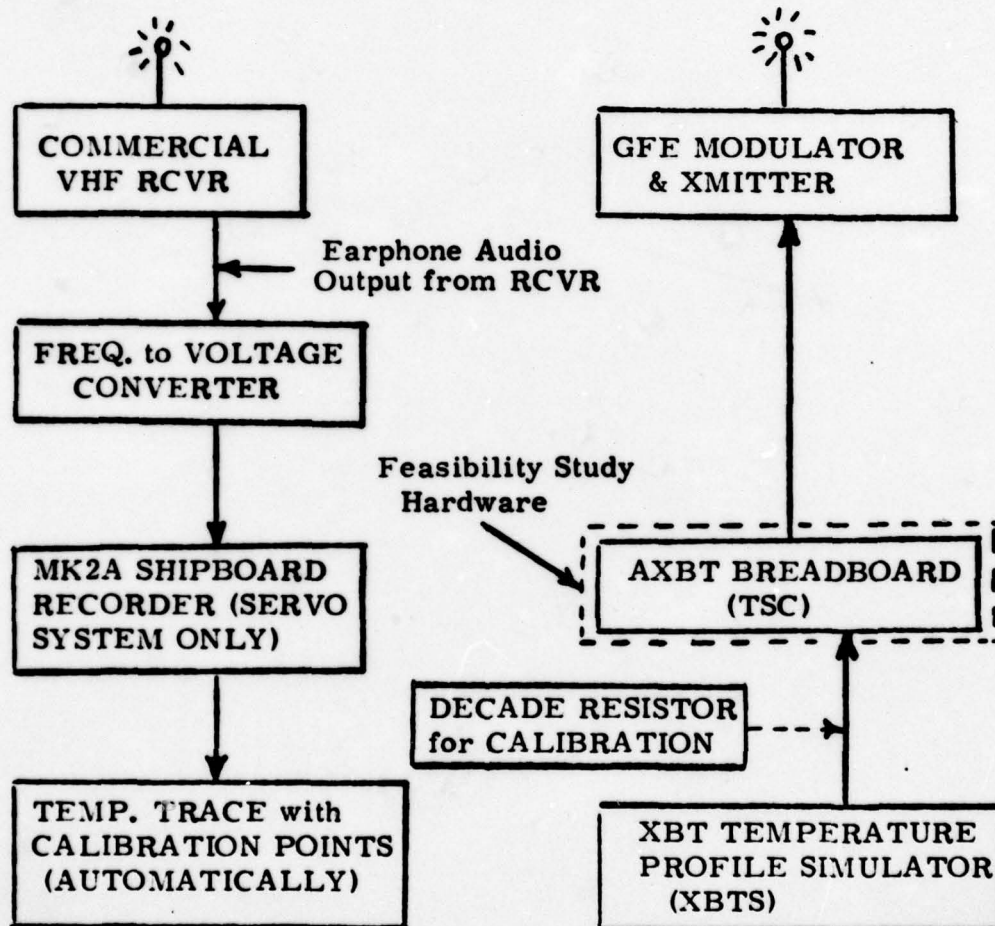 COMMERCIAL
VHF RCVR
Earphone Audio
Output from RCVR
FREQ. to VOLTAGE
CONVERTER
MK2A SHIPBOARD
RECORDER (SERVO
SYSTEM ONLY)
TEMP. TRACE with
CALIBRATION POINTS
(AUTOMATICALLY)
GFE MODULATOR
& XMITTER
Feasibility Study
Hardware
AXBT BREADBOARD
(TSC)
DECADE RESISTOR
for CALIBRATION
XBT TEMPERATURE
PROFILE SIMULATOR
(XBTS)